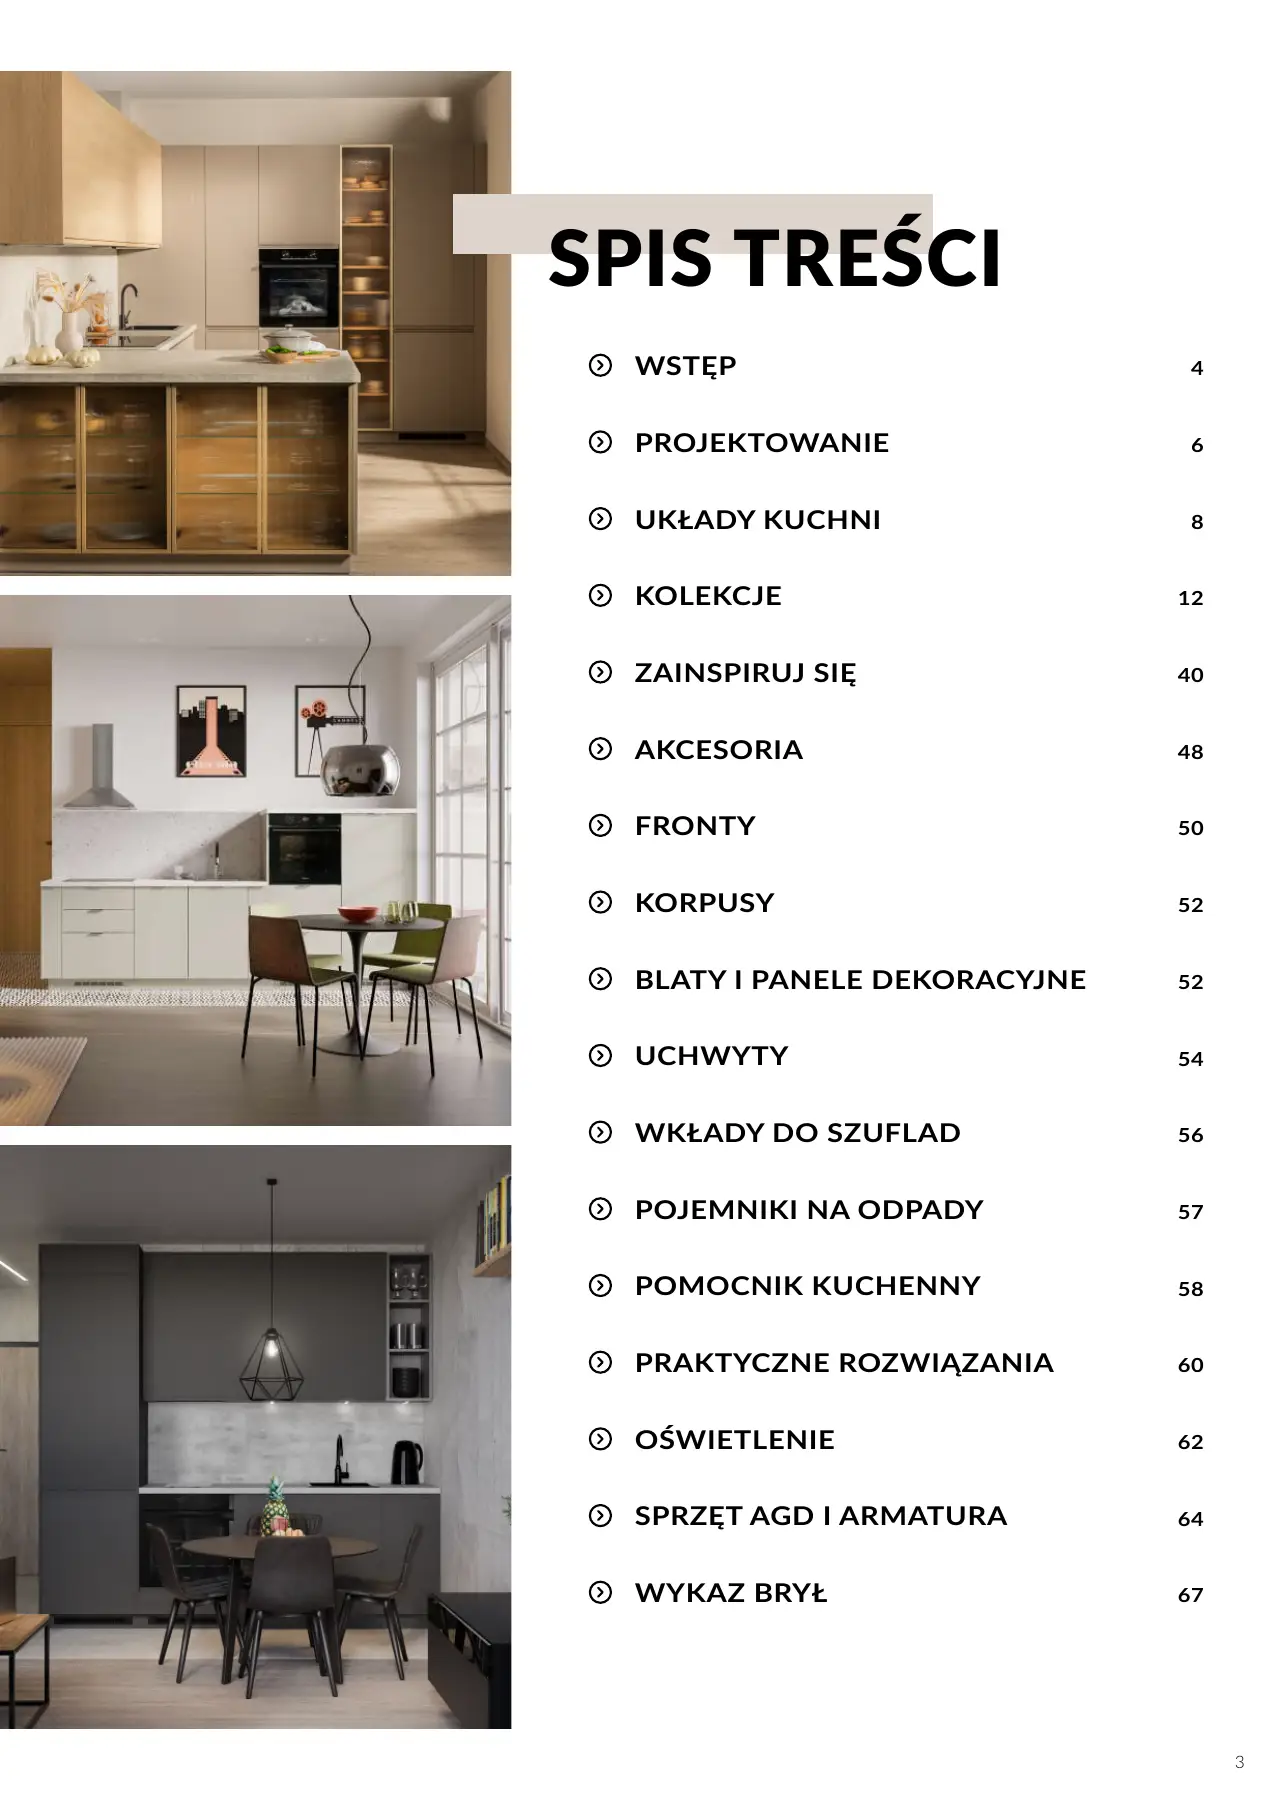 SPIS TREŚCI
WSTĘP 4
PROJEKTOWANIE 6
UKŁADY KUCHNI 8
KOLEKCJE 12
ZAINSPIRUJ SIĘ 40
AKCESORIA 48
FRONTY 50
KORPUSY 52
BLATY I PANELE DEKORACYJNE 52
UCHWYTY 54
WKŁADY DO SZUFLAD 56
POJEMNIKI NA ODPADY 57
POMOCNIK KUCHENNY 58
PRAKTYCZNE ROZWIĄZANIA 60
OŚWIETLENIE 62
SPRZĘT AGD I ARMATURA 64
WYKAZ BRYŁ 67
3